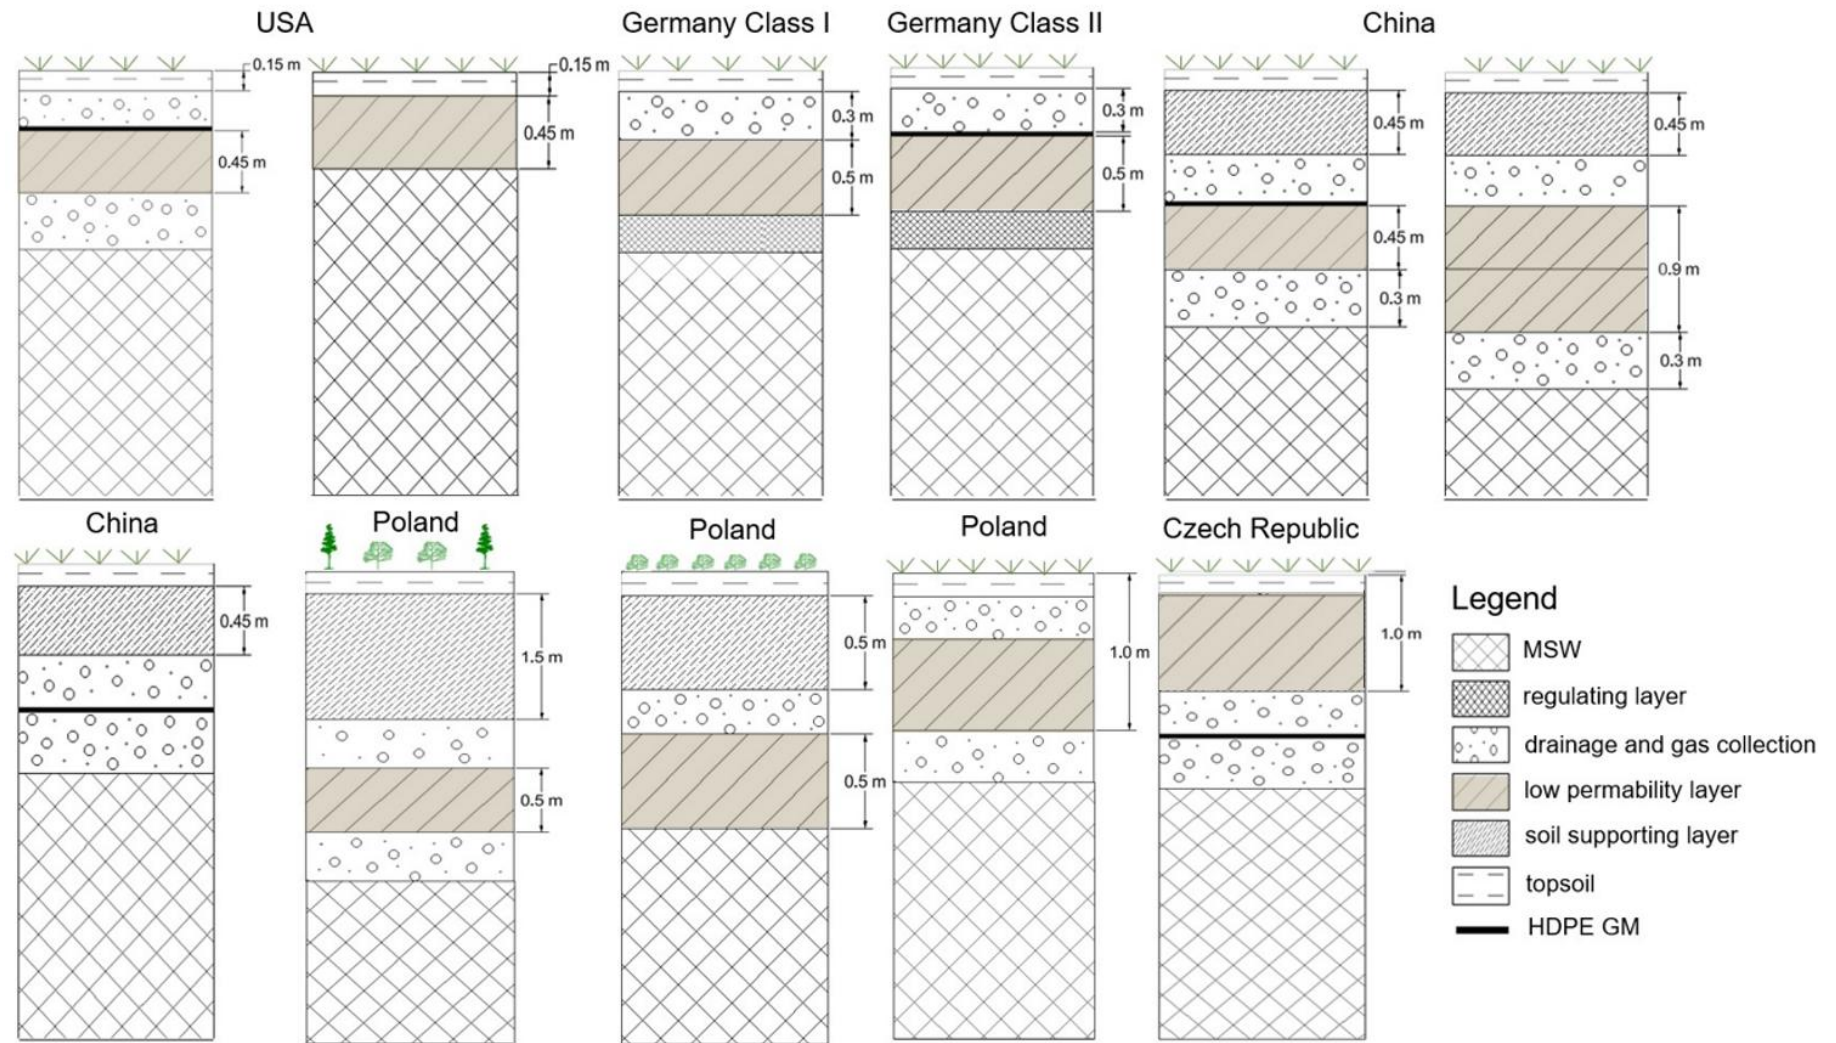 USA
Germany Class I
Germany Class II
China
0.15 m
0.45 m
0.15 m
0.45 m
0.3 m
0.5 m
0.3 m
0.5 m
0.45 m
0.45 m
0.3 m
0.45 m
0.9 m
0.3 m
China
Poland
Poland
Poland
Czech Republic
0.45 m
1.5 m
0.5 m
0.5 m
0.5 m
1.0 m
1.0 m
Legend
MSW
regulating layer
drainage and gas collection
low permability layer
soil supporting layer
topsoil
HDPE GM